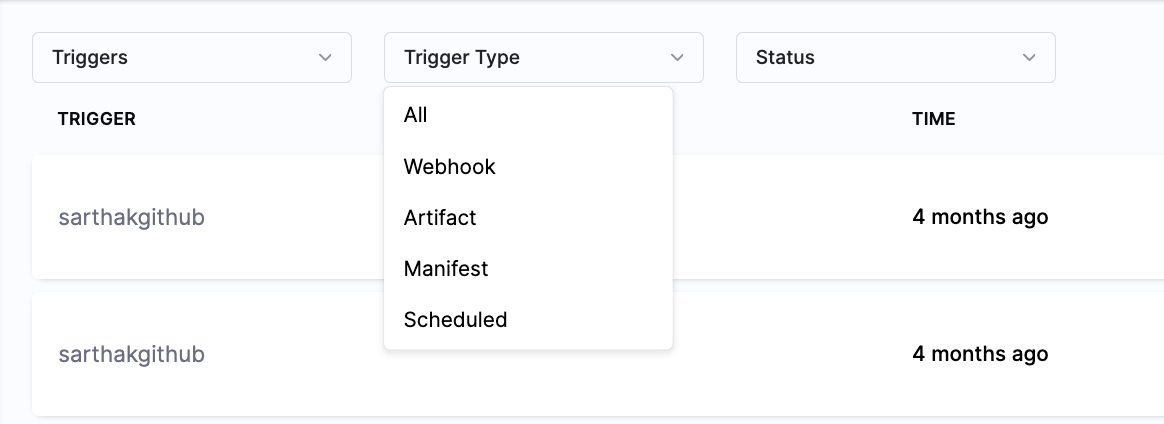 Triggers Trigger Type Status
TRIGGER TIME
All
Webhook
sarthakgithub Artifact 4 months ago
Manifest
Scheduled
sarthakgithub 4 months ago